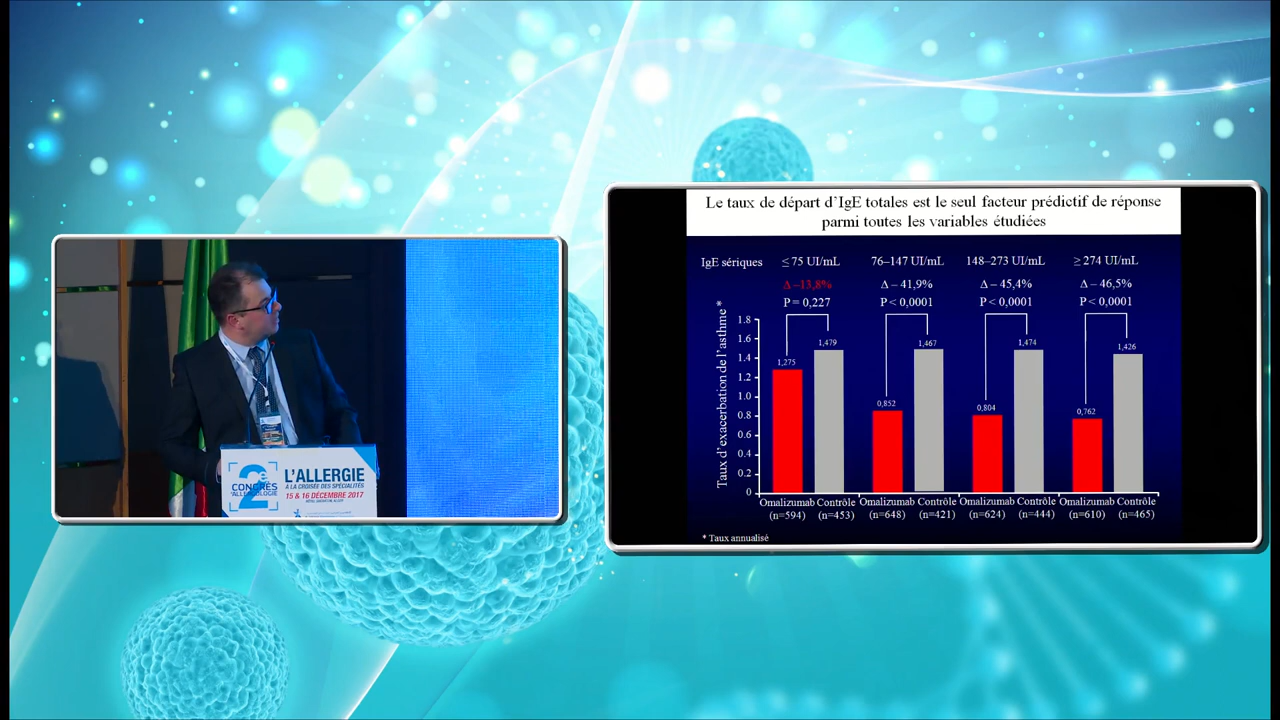 CONGRÈS
D'ALLERGOLOGIE
L'ALLERGIE
À LA CROISÉE DES SPÉCIALITÉS
15 & 16 DÉCEMBRE 2017
Le taux de départ d'IgE totales est le seul facteur prédictif de réponse
parmi toutes les variables étudiées
IgE sériques ≤ 75 UI/mL 76–147 UI/mL 148–273 UI/mL ≥ 274 UI/mL
Δ –13,8% Δ – 41,9% Δ – 45,4% Δ – 46,5%
P = 0,227 P < 0,0001 P < 0,0001 P < 0,0001
Taux d'exacerbation de l'asthme *
1.8
1.6
1.4
1.2
1.0
0.8
0.6
0.4
0.2
0
1,275 1,479 0,852 1,467 0,804 1,474 0,762 1,426
Omalizumab Contrôle Omalizumab Contrôle Omalizumab Contrôle Omalizumab Contrôle
(n=594) (n=453) (n=648) (n=421) (n=624) (n=444) (n=610) (n=465)
* Taux annualisé